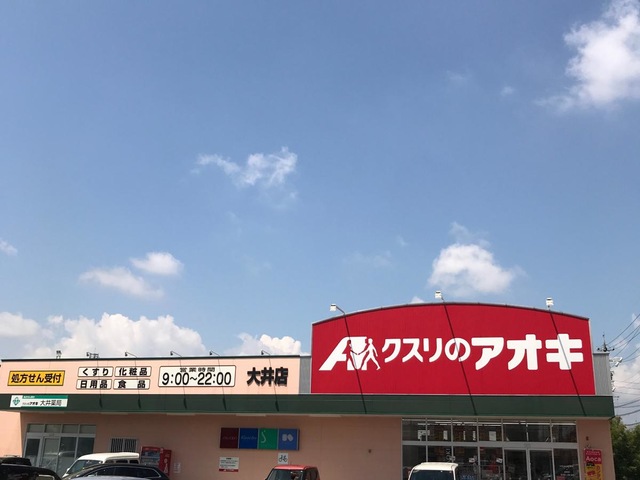 処方せん受付
くすり 化粧品
日用品 食品
営業時間
9:00~22:00
大井店
クスリのアオキ
大井薬局
Aoca